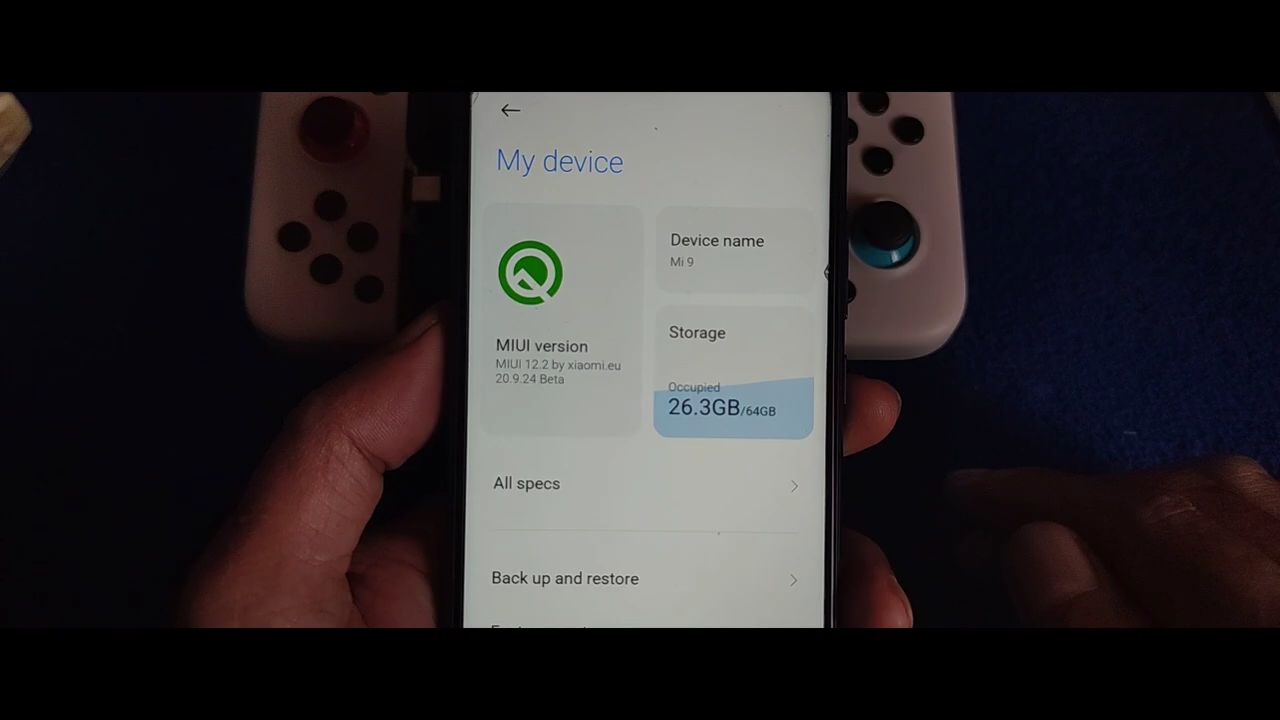 My device
Device name
Mi 9
MIUI version
MIUI 12.2 by xiaomi.eu
20.9.24 Beta
Storage
Occupied
26.3GB/64GB
All specs
Back up and restore